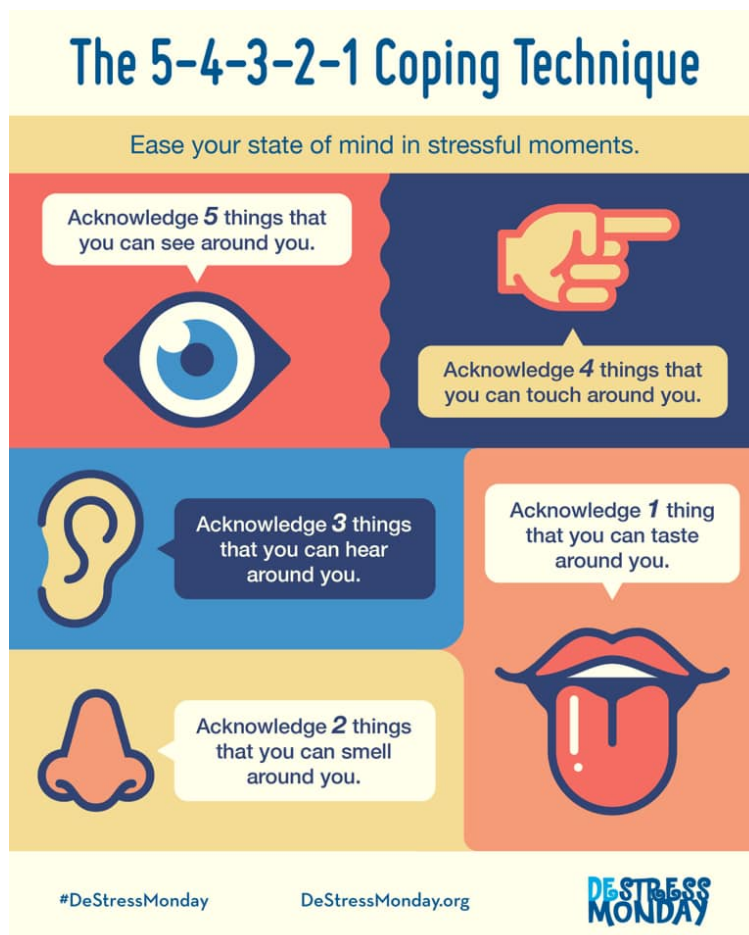 The 5-4-3-2-1 Coping Technique
Ease your state of mind in stressful moments.
Acknowledge 5 things that
you can see around you.
Acknowledge 4 things that
you can touch around you.
Acknowledge 3 things
that you can hear
around you.
Acknowledge 2 things
that you can smell
around you.
Acknowledge 1 thing
that you can taste
around you.
#DeStressMonday
DeStressMonday.org
DESTRESS
MONDAY